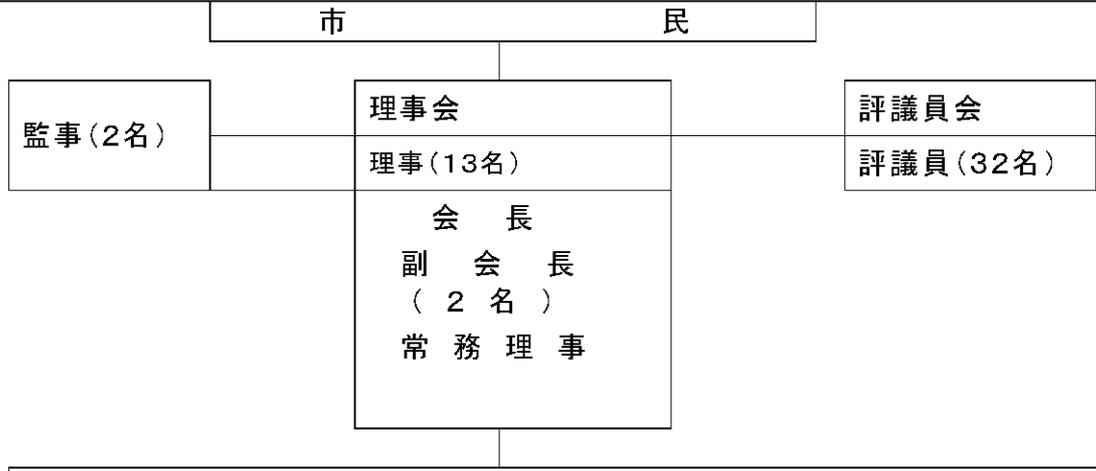 市　民
監事(2名)
理事会
理事(13名)
会　長
副　会　長
(　2　名　)
常　務　理　事
評議員会
評議員(32名)